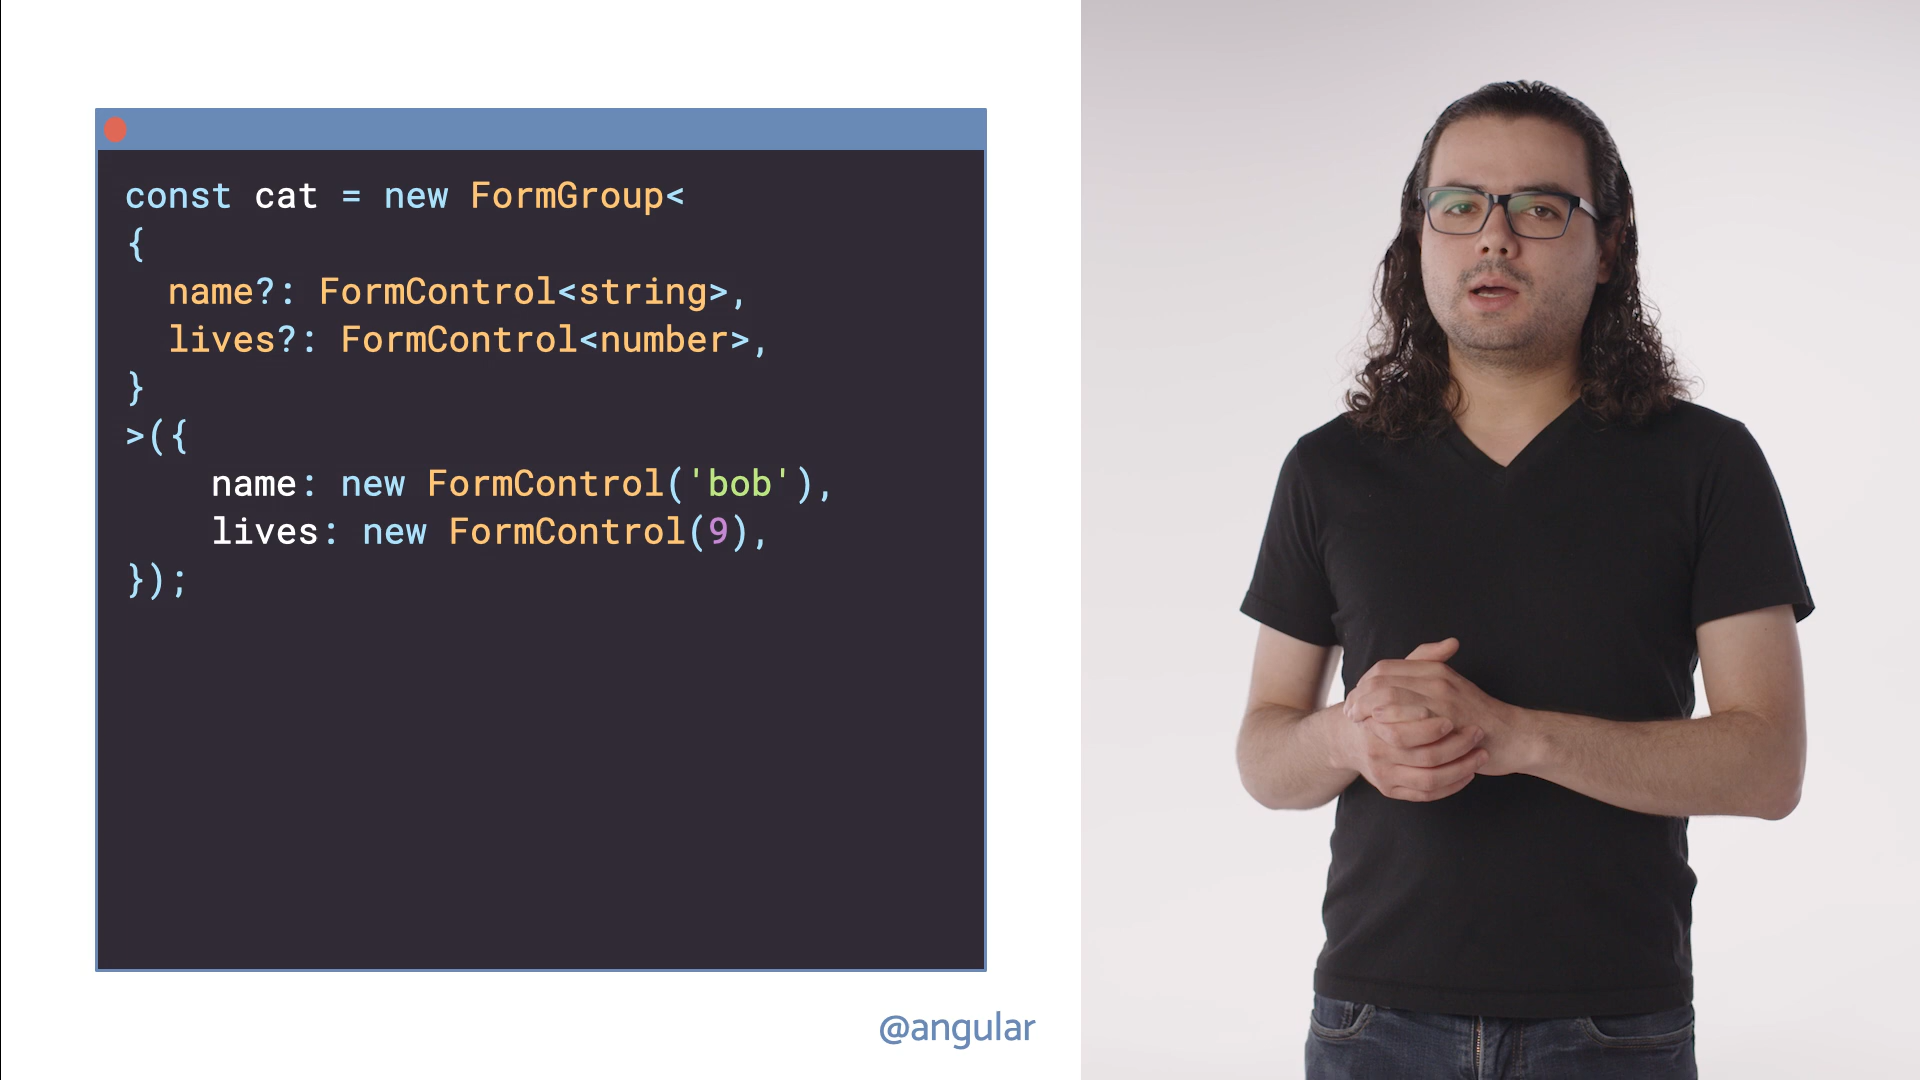 const cat = new FormGroup<
{
  name?: FormControl<string>,
  lives?: FormControl<number>,
}
>({
    name: new FormControl('bob'),
    lives: new FormControl(9),
});
@angular